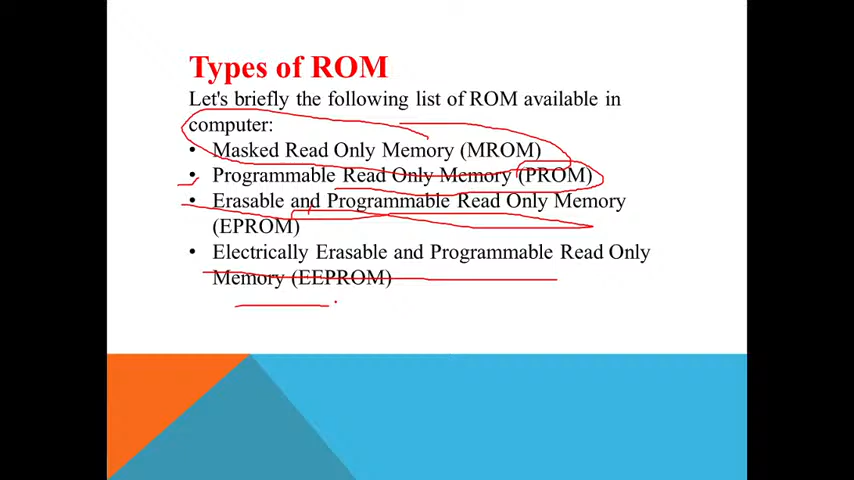 Types of ROM
Let's briefly the following list of ROM available in
computer:
• Masked Read Only Memory (MROM)
• Programmable Read Only Memory (PROM)
• Erasable and Programmable Read Only Memory
(EPROM)
• Electrically Erasable and Programmable Read Only
Memory (EEPROM)